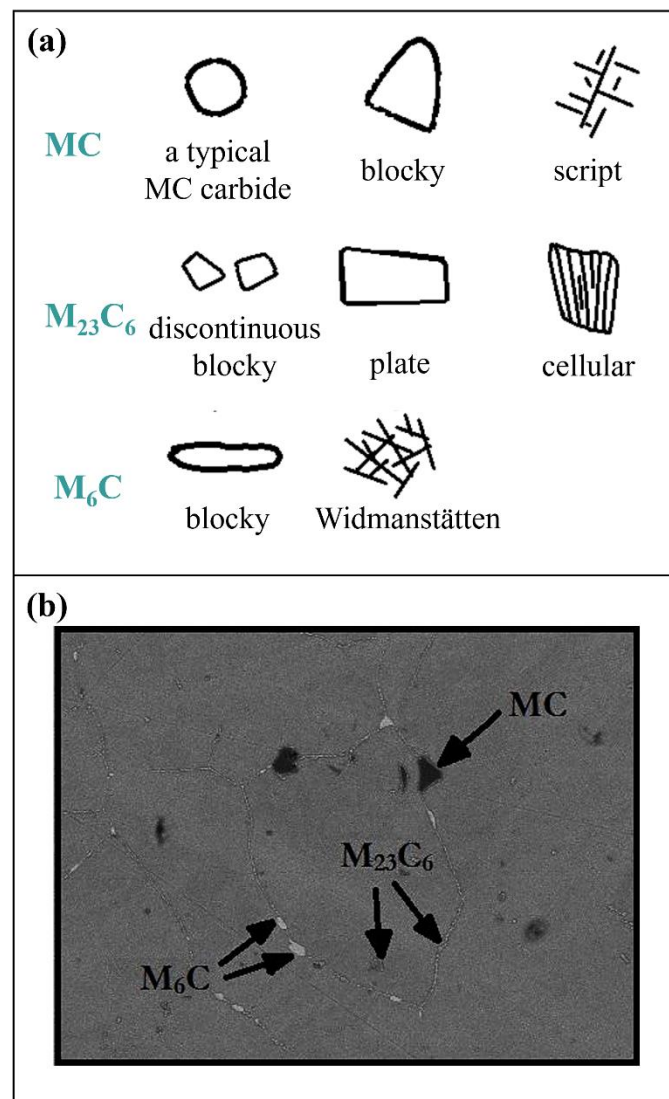 (a)
MC
a typical
MC carbide
blocky
script
M₂₃C₆
discontinuous
blocky
plate
cellular
M₆C
blocky
Widmanstätten
(b)
MC
M₂₃C₆
M₆C